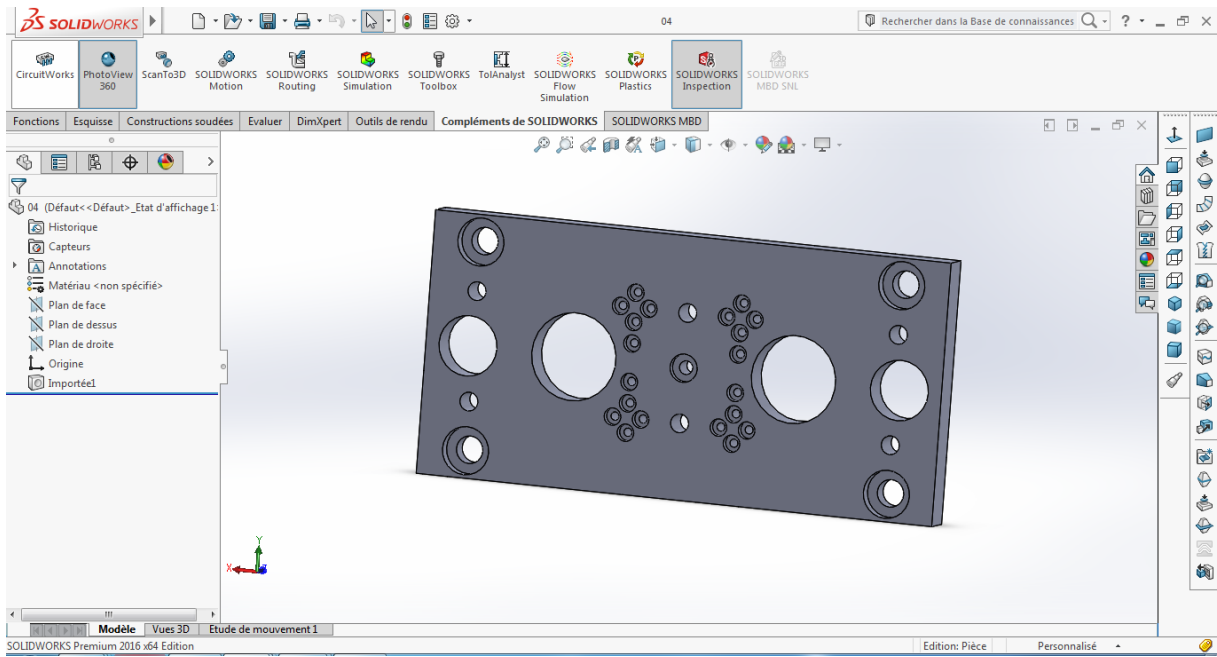 SOLIDWORKS
04
Rechercher dans la Base de connaissances
?
CircuitWorks
PhotoView 360
ScanTo3D
SOLIDWORKS Motion
SOLIDWORKS Routing
SOLIDWORKS Simulation
SOLIDWORKS Toolbox
TolAnalyst
SOLIDWORKS Flow Simulation
SOLIDWORKS Plastics
SOLIDWORKS Inspection
SOLIDWORKS MBD SNL
Fonctions Esquisse Constructions soudées Evaluer DimXpert Outils de rendu Compléments de SOLIDWORKS SOLIDWORKS MBD
04 (Défaut<<Défaut>_Etat d'affichage 1
Historique
Capteurs
Annotations
Matériau <non spécifié>
Plan de face
Plan de dessus
Plan de droite
Origine
Importée1
Y
X
Modèle Vues 3D Etude de mouvement 1
SOLIDWORKS Premium 2016 x64 Edition
Edition: Pièce
Personnalisé